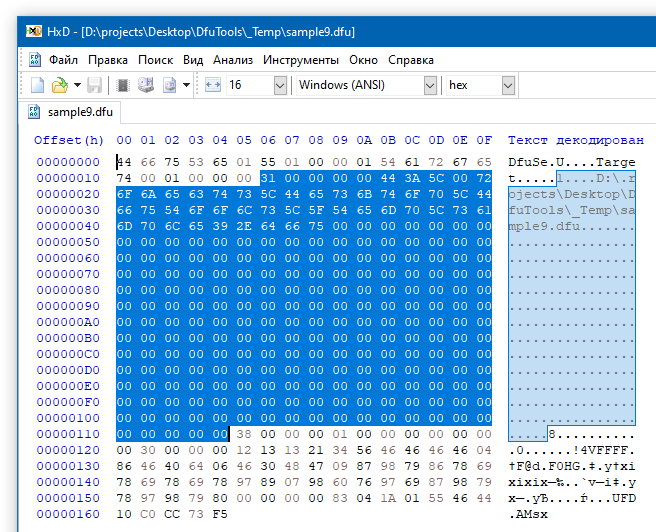 HxD - [D:\projects\Desktop\DfuTools\_Temp\sample9.dfu]
Файл Правка Поиск Вид Анализ Инструменты Окно Справка
16 Windows (ANSI) hex
sample9.dfu
Offset(h) 00 01 02 03 04 05 06 07 08 09 0A 0B 0C 0D 0E 0F Текст декодирован
00000000 44 66 75 53 65 01 55 01 00 00 01 54 61 72 67 65 DfuSe.U....Targe
00000010 74 00 01 00 00 00 31 00 00 00 00 44 3A 5C 00 72 t.....1....D:\.r
00000020 6F 6A 65 63 74 73 5C 44 65 73 6B 74 6F 70 5C 44 ojects\Desktop\D
00000030 66 75 54 6F 6F 6C 73 5C 5F 54 65 6D 70 5C 73 61 fuTools\_Temp\sa
00000040 6D 70 6C 65 39 2E 64 66 75 00 00 00 00 00 00 00 mple9.dfu.......
00000050 00 00 00 00 00 00 00 00 00 00 00 00 00 00 00 00 ................
00000060 00 00 00 00 00 00 00 00 00 00 00 00 00 00 00 00 ................
00000070 00 00 00 00 00 00 00 00 00 00 00 00 00 00 00 00 ................
00000080 00 00 00 00 00 00 00 00 00 00 00 00 00 00 00 00 ................
00000090 00 00 00 00 00 00 00 00 00 00 00 00 00 00 00 00 ................
000000A0 00 00 00 00 00 00 00 00 00 00 00 00 00 00 00 00 ................
000000B0 00 00 00 00 00 00 00 00 00 00 00 00 00 00 00 00 ................
000000C0 00 00 00 00 00 00 00 00 00 00 00 00 00 00 00 00 ................
000000D0 00 00 00 00 00 00 00 00 00 00 00 00 00 00 00 00 ................
000000E0 00 00 00 00 00 00 00 00 00 00 00 00 00 00 00 00 ................
000000F0 00 00 00 00 00 00 00 00 00 00 00 00 00 00 00 00 ................
00000100 00 00 00 00 00 00 00 00 00 00 00 00 00 00 00 00 ................
00000110 00 00 00 00 00 38 00 00 00 01 00 00 00 00 00 00 .....8..........
00000120 00 30 00 00 00 12 13 13 21 34 56 46 46 46 46 04 .0......!4VFFFF.
00000130 86 46 40 64 06 46 30 48 47 09 87 98 79 86 78 69 †F@d.F0HG.‡.y†xi
00000140 78 69 78 69 78 97 89 07 98 60 76 97 69 87 98 79 xixix—‰..`v—i‡.y
00000150 78 97 98 79 80 00 00 00 00 83 04 1A 01 55 46 44 x—.yЂ....ѓ...UFD
00000160 10 C0 CC 73 F5 .АМsх